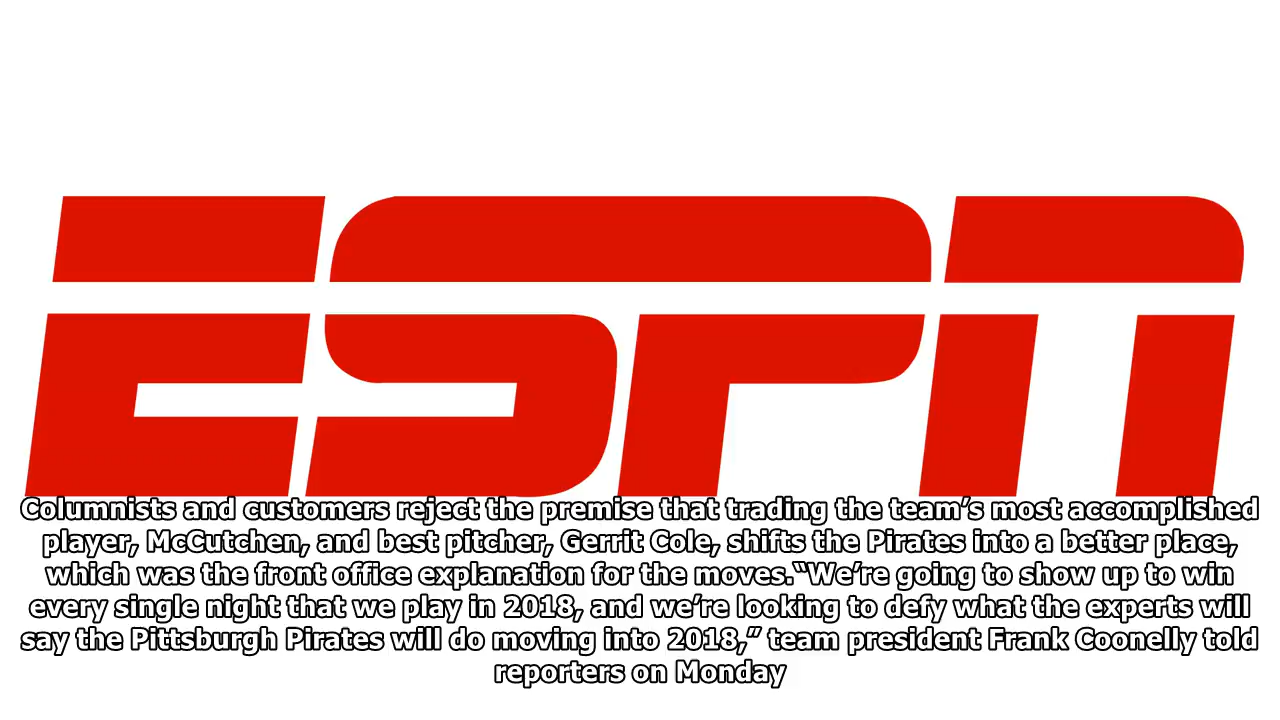 ESPN
Columnists and customers reject the premise that trading the team’s most accomplished
player, McCutchen, and best pitcher, Gerrit Cole, shifts the Pirates into a better place,
which was the front office explanation for the moves.“We’re going to show up to win
every single night that we play in 2018, and we’re looking to defy what the experts will
say the Pittsburgh Pirates will do moving into 2018,” team president Frank Coonelly told
reporters on Monday